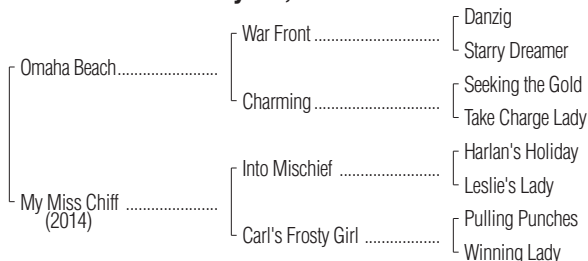 Danzig
War Front ..............................
Starry Dreamer
Omaha Beach........................
Seeking the Gold
Charming ..............................
Take Charge Lady
Harlan's Holiday
Into Mischief ........................
Leslie's Lady
My Miss Chiff ......................
(2014)
Pulling Punches
Carl's Frosty Girl ..................
Winning Lady